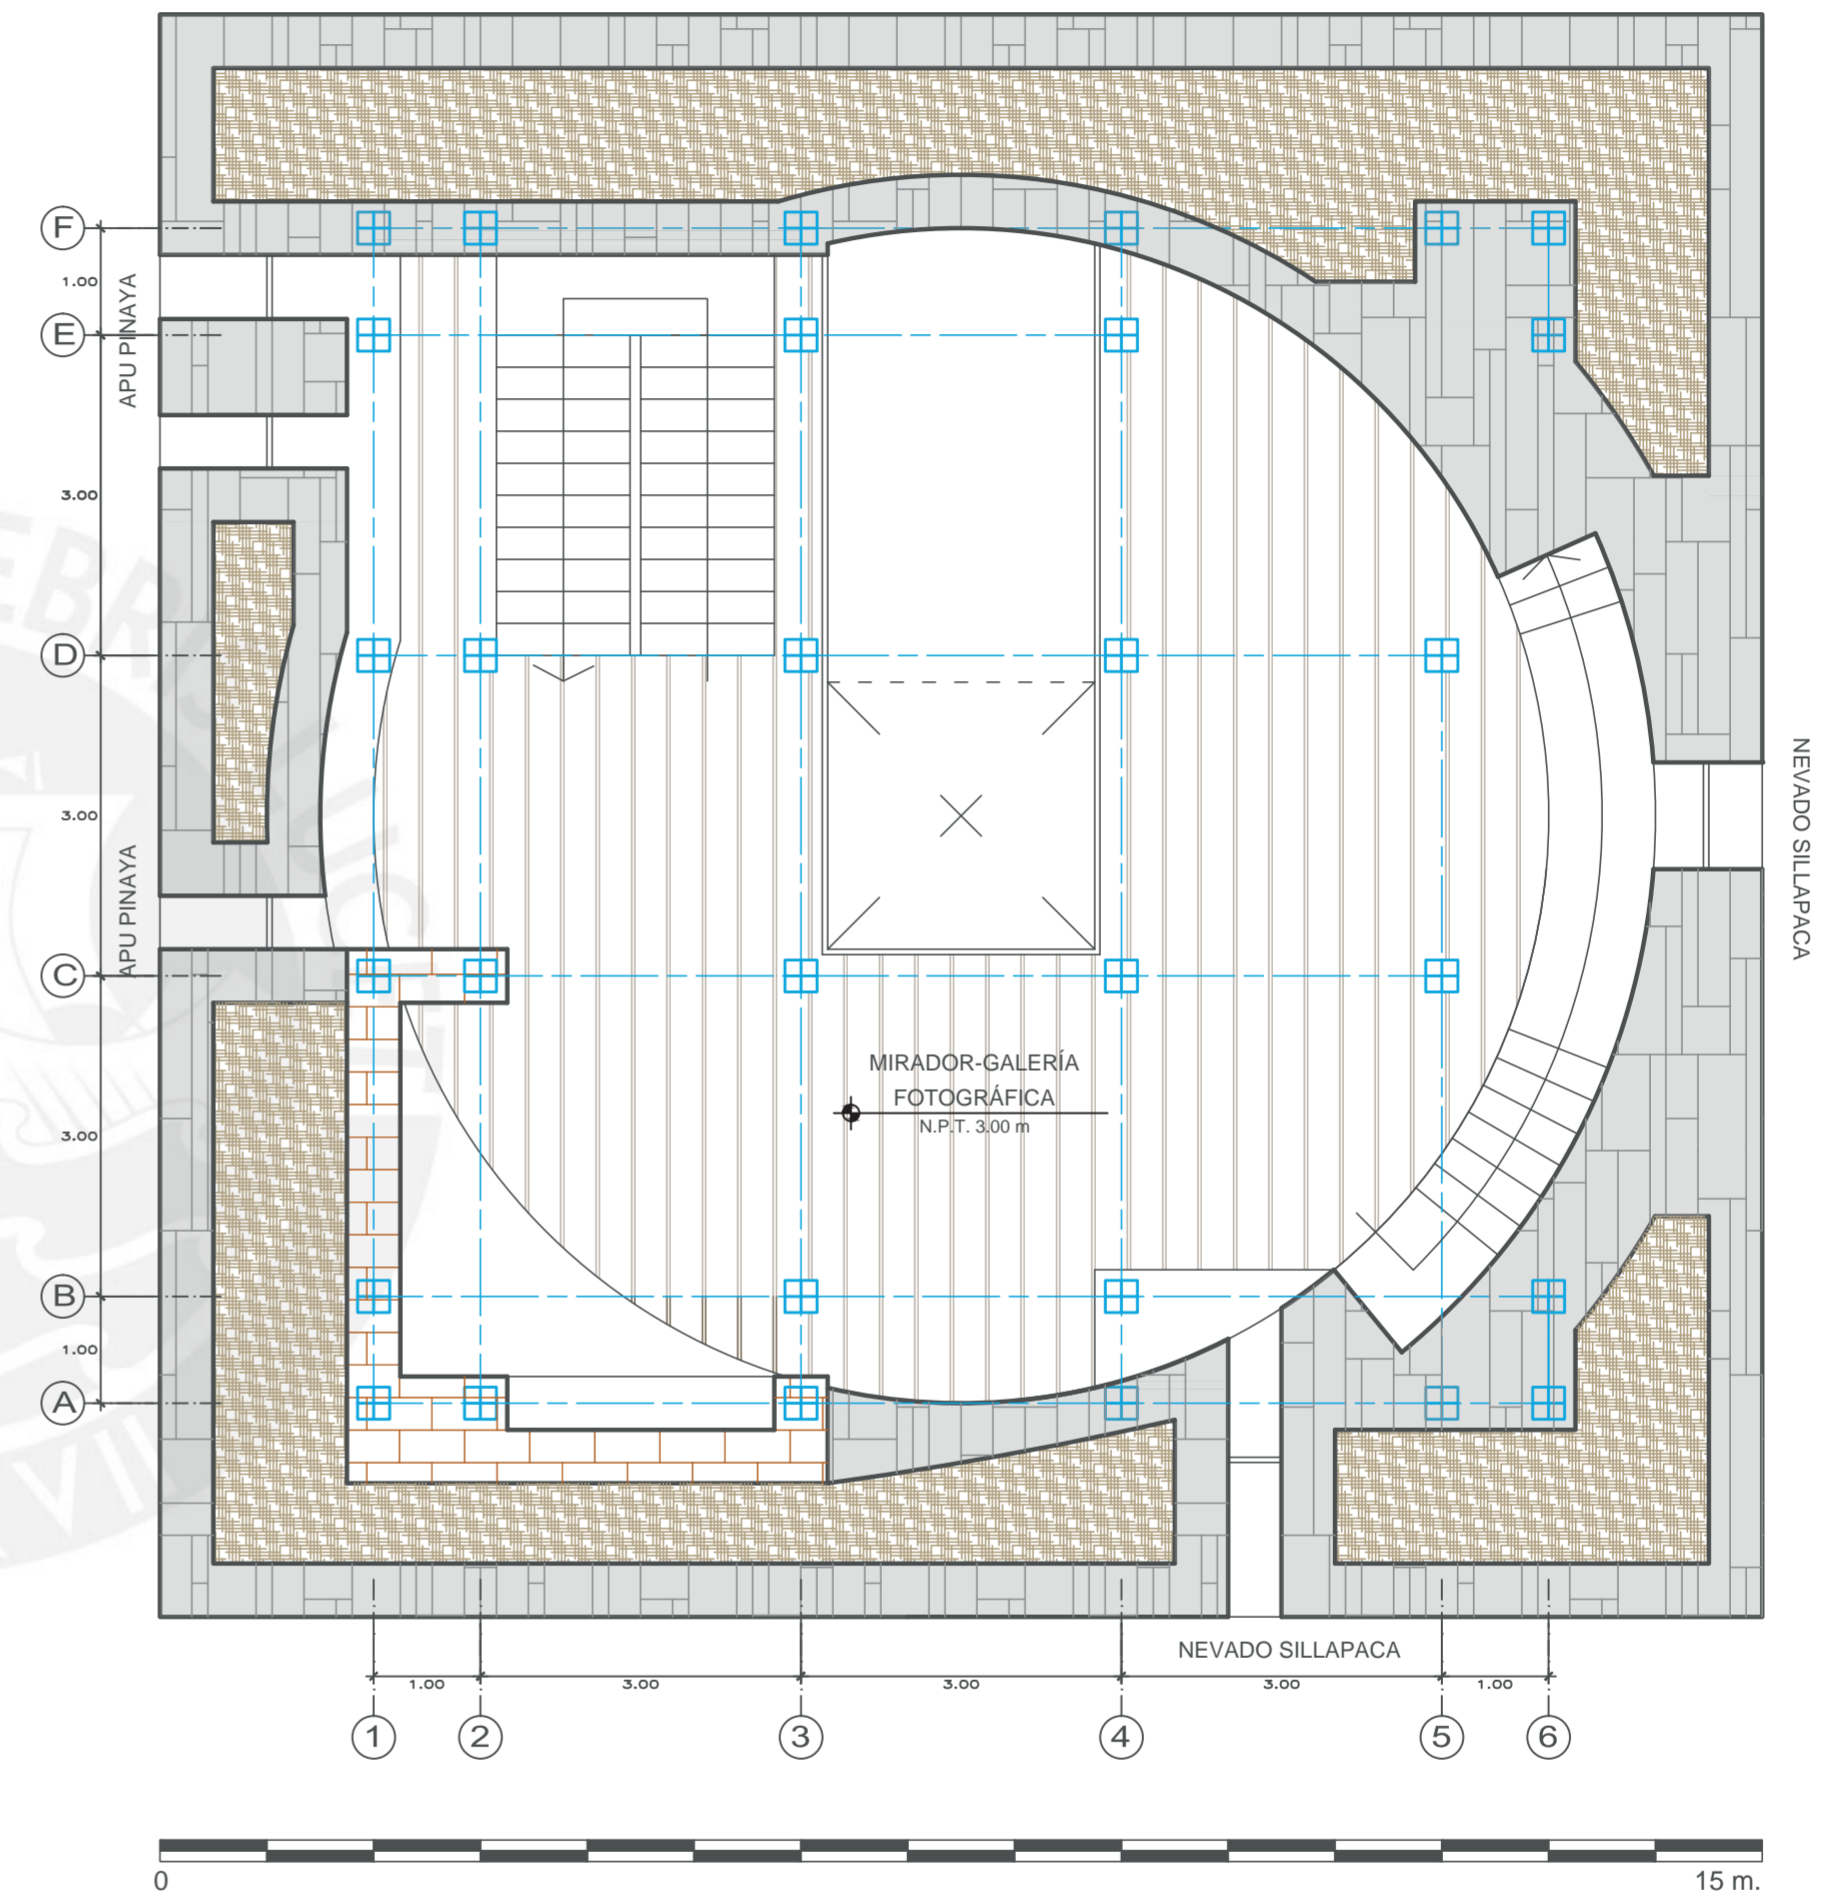 F
1.00
APU PINAYA
E
3.00
D
3.00
NEVADO SILLAPACA
APU PINAYA
C
MIRADOR-GALERÍA
FOTOGRÁFICA
N.P.T. 3.00 m
3.00
B
1.00
A
VII
NEVADO SILLAPACA
1.00 3.00 3.00 3.00 1.00
1 2 3 4 5 6
0 15 m.